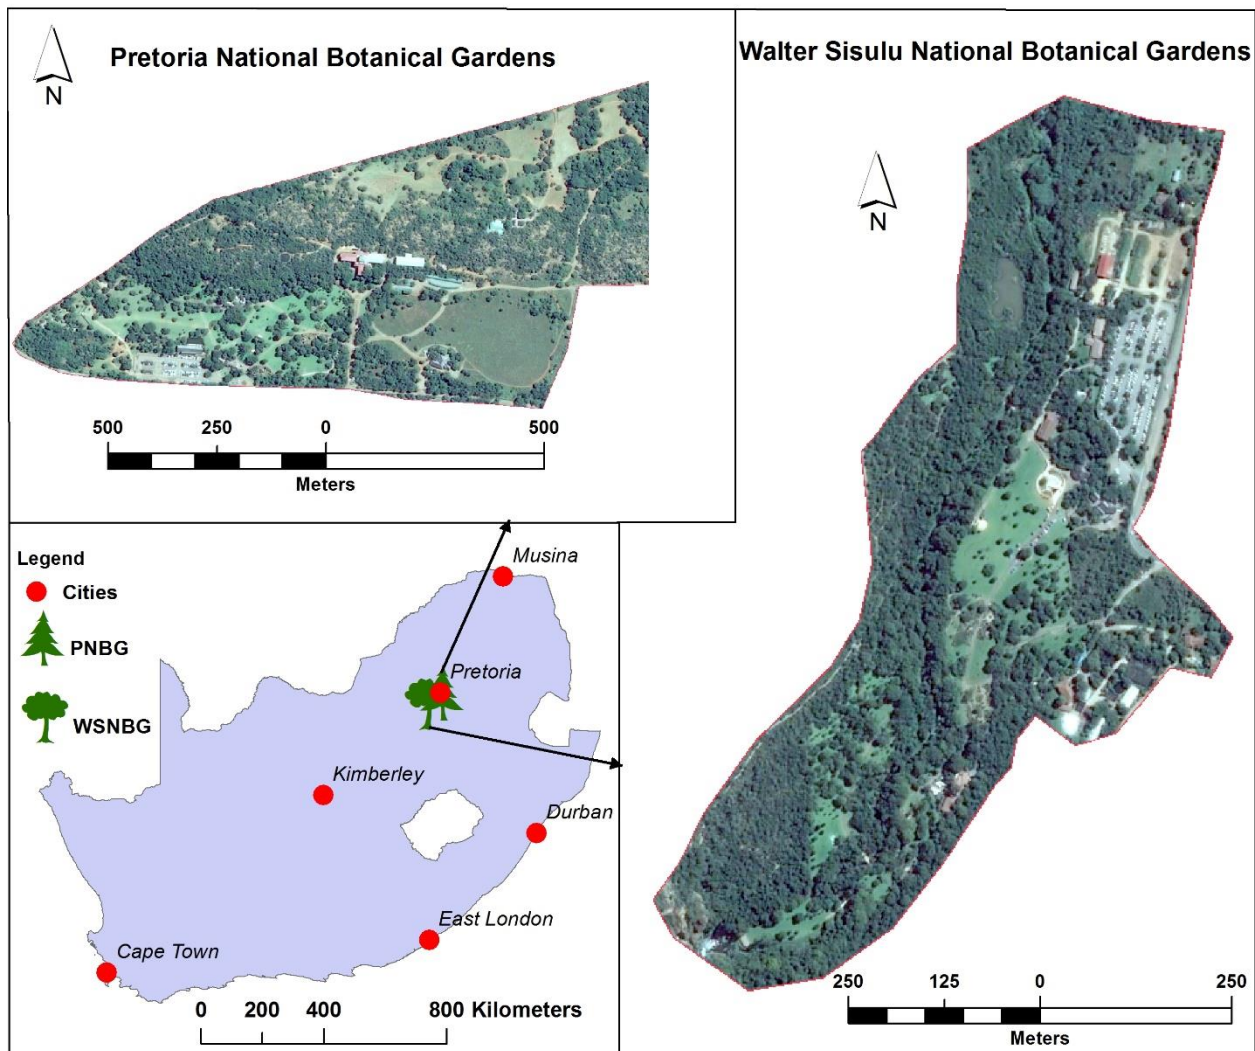 Pretoria National Botanical Gardens
N
500 250 0 500
Meters
Walter Sisulu National Botanical Gardens
N
Legend
Cities
PNBG
WSNBG
Musina
Pretoria
Kimberley
Durban
East London
Cape Town
0 200 400 800 Kilometers
250 125 0 250
Meters